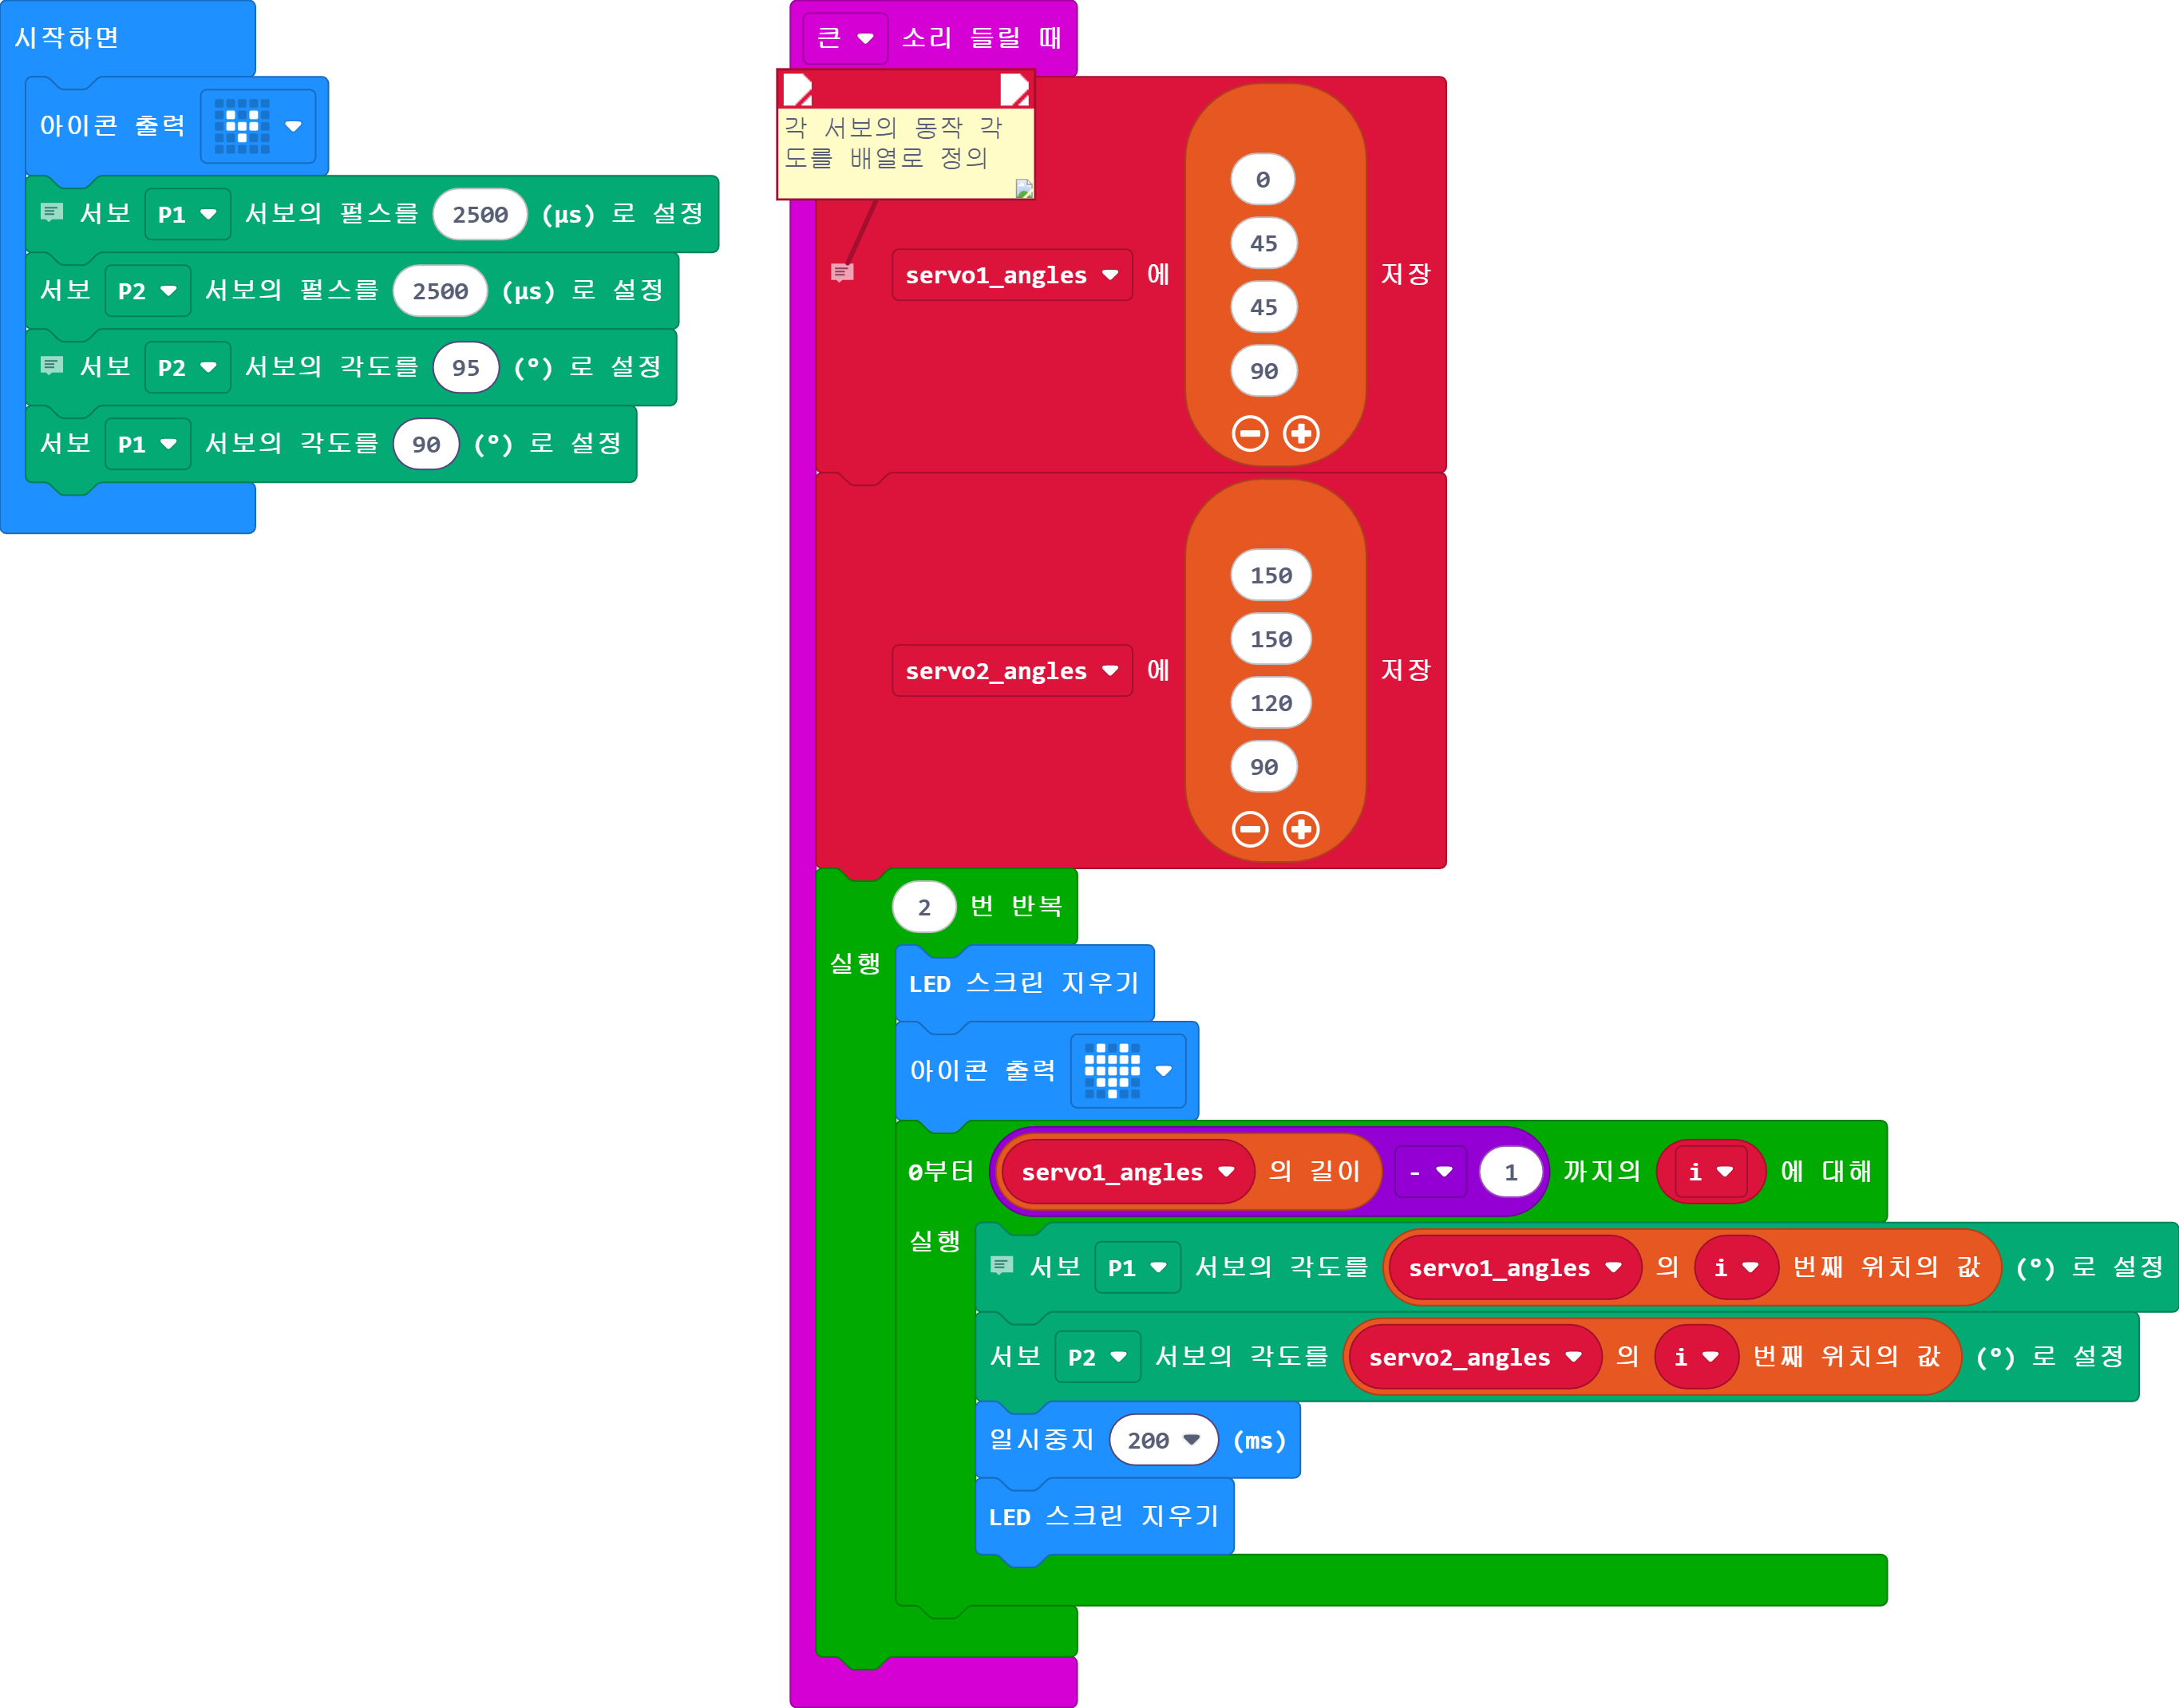 시작하면
아이콘 출력
서보 P1 서보의 펄스를 2500 (µs) 로 설정
서보 P2 서보의 펄스를 2500 (µs) 로 설정
서보 P2 서보의 각도를 95 (°) 로 설정
서보 P1 서보의 각도를 90 (°) 로 설정
큰 소리 들릴 때
각 서보의 동작 각
도를 배열로 정의
servo1_angles 에 저장
0
45
45
90
servo2_angles 에 저장
150
150
120
90
2 번 반복
실행
LED 스크린 지우기
아이콘 출력
0부터 servo1_angles 의 길이 - 1 까지의 i 에 대해
실행
서보 P1 서보의 각도를 servo1_angles 의 i 번째 위치의 값 (°) 로 설정
서보 P2 서보의 각도를 servo2_angles 의 i 번째 위치의 값 (°) 로 설정
일시중지 200 (ms)
LED 스크린 지우기